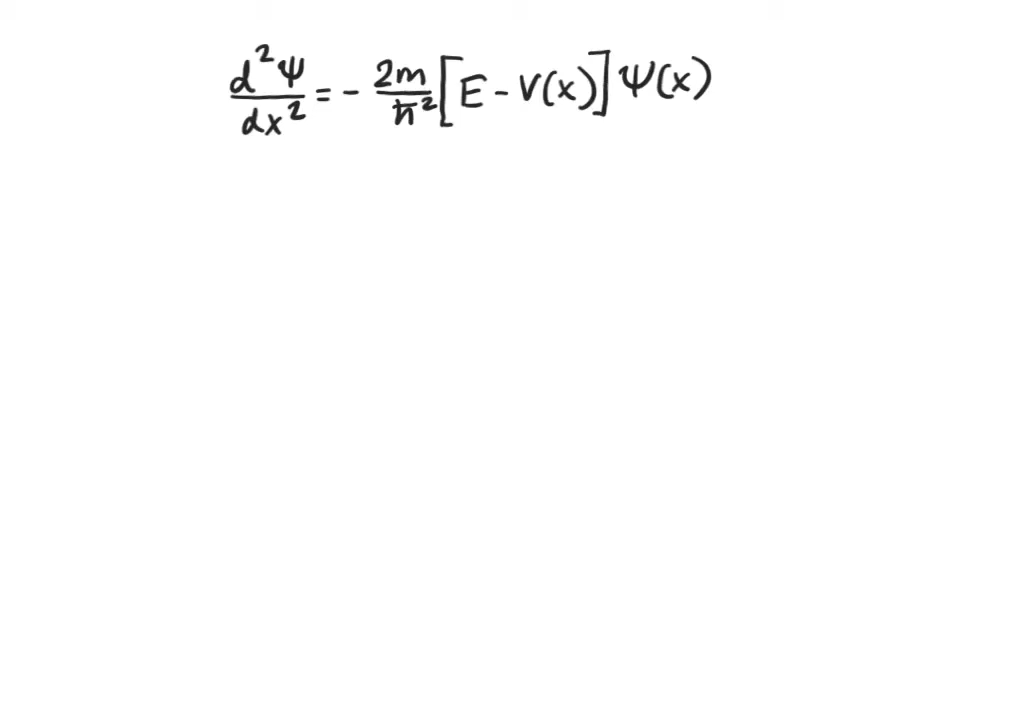 d²ψ/dx² = - 2m/ħ² [E - V(x)] ψ(x)